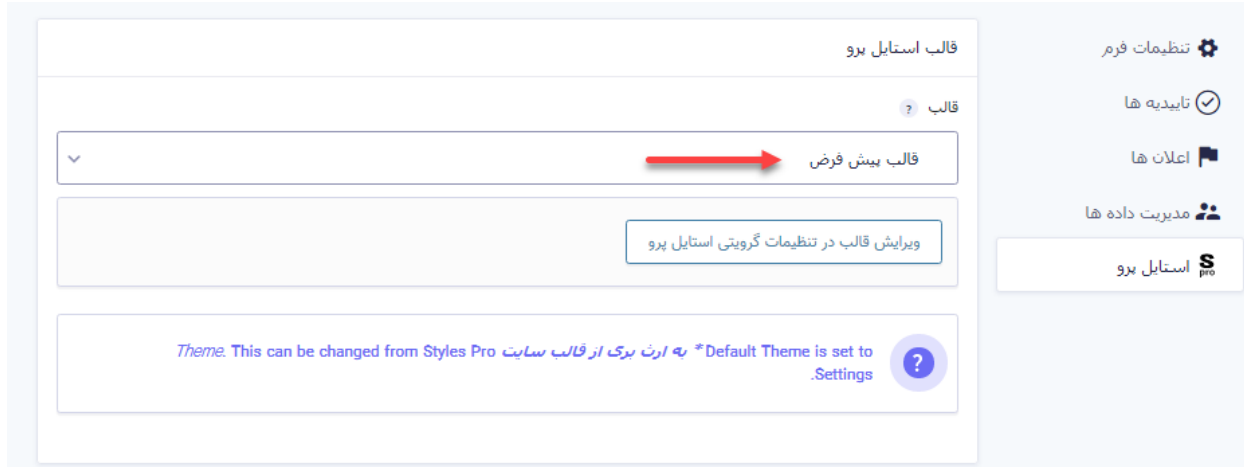 قالب استایل پرو
قالب ?
قالب پیش فرض
ویرایش قالب در تنظیمات گرویتی استایل پرو
Default Theme is set to * به ارث بری از قالب سایت Theme. This can be changed from Styles Pro
Settings.
?
تنظیمات فرم
تاییدیه ها
اعلان ها
مدیریت داده ها
S pro استایل پرو